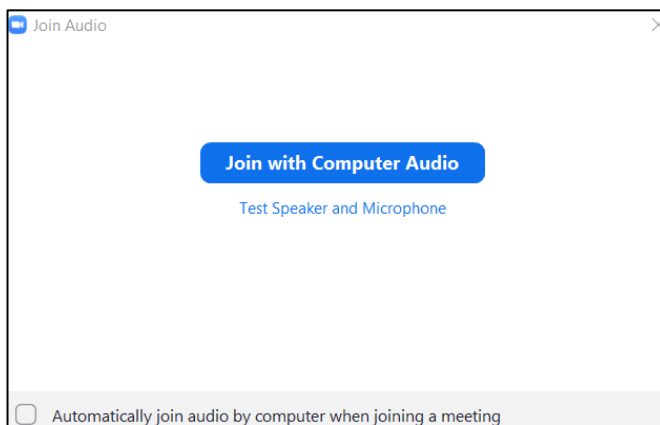 Join Audio
Join with Computer Audio
Test Speaker and Microphone
Automatically join audio by computer when joining a meeting